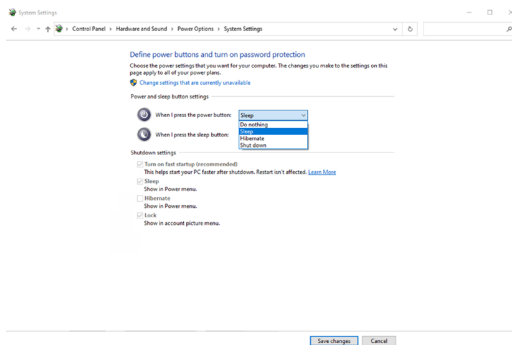 System Settings
Control Panel › Hardware and Sound › Power Options › System Settings
Define power buttons and turn on password protection
Choose the power settings that you want for your computer. The changes you make to the settings on this
page apply to all of your power plans.
Change settings that are currently unavailable
Power and sleep button settings
When I press the power button: Sleep
Do nothing
Sleep
Hibernate
Shut down
When I press the sleep button:
Shutdown settings
Turn on fast startup (recommended)
This helps start your PC faster after shutdown. Restart isn't affected. Learn More
Sleep
Show in Power menu.
Hibernate
Show in Power menu.
Lock
Show in account picture menu.
Save changes Cancel